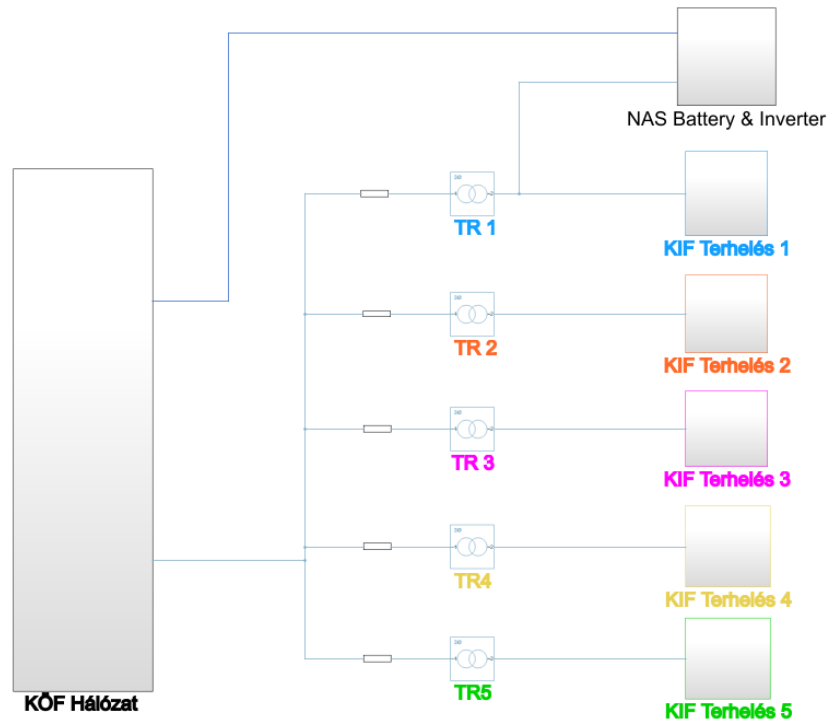 NAS Battery & Inverter
TR 1
KIF Terhelés 1
TR 2
KIF Terhelés 2
TR 3
KIF Terhelés 3
TR4
KIF Terhelés 4
TR5
KIF Terhelés 5
KÖF Hálózat